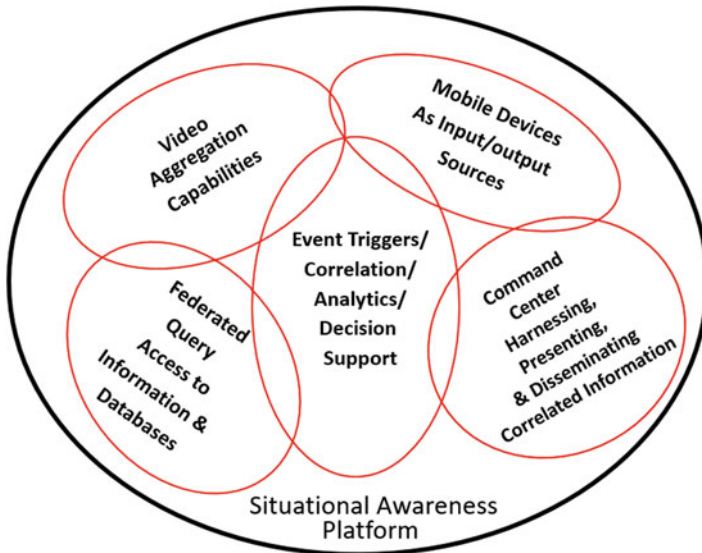 Video
Aggregation
Capabilities
Mobile Devices
As Input/output
Sources
Event Triggers/
Correlation/
Analytics/
Decision
Support
Federated
Query
Access to
Information &
Databases
Command
Center
Harnessing,
Presenting,
& Disseminating
Correlated Information
Situational Awareness
Platform